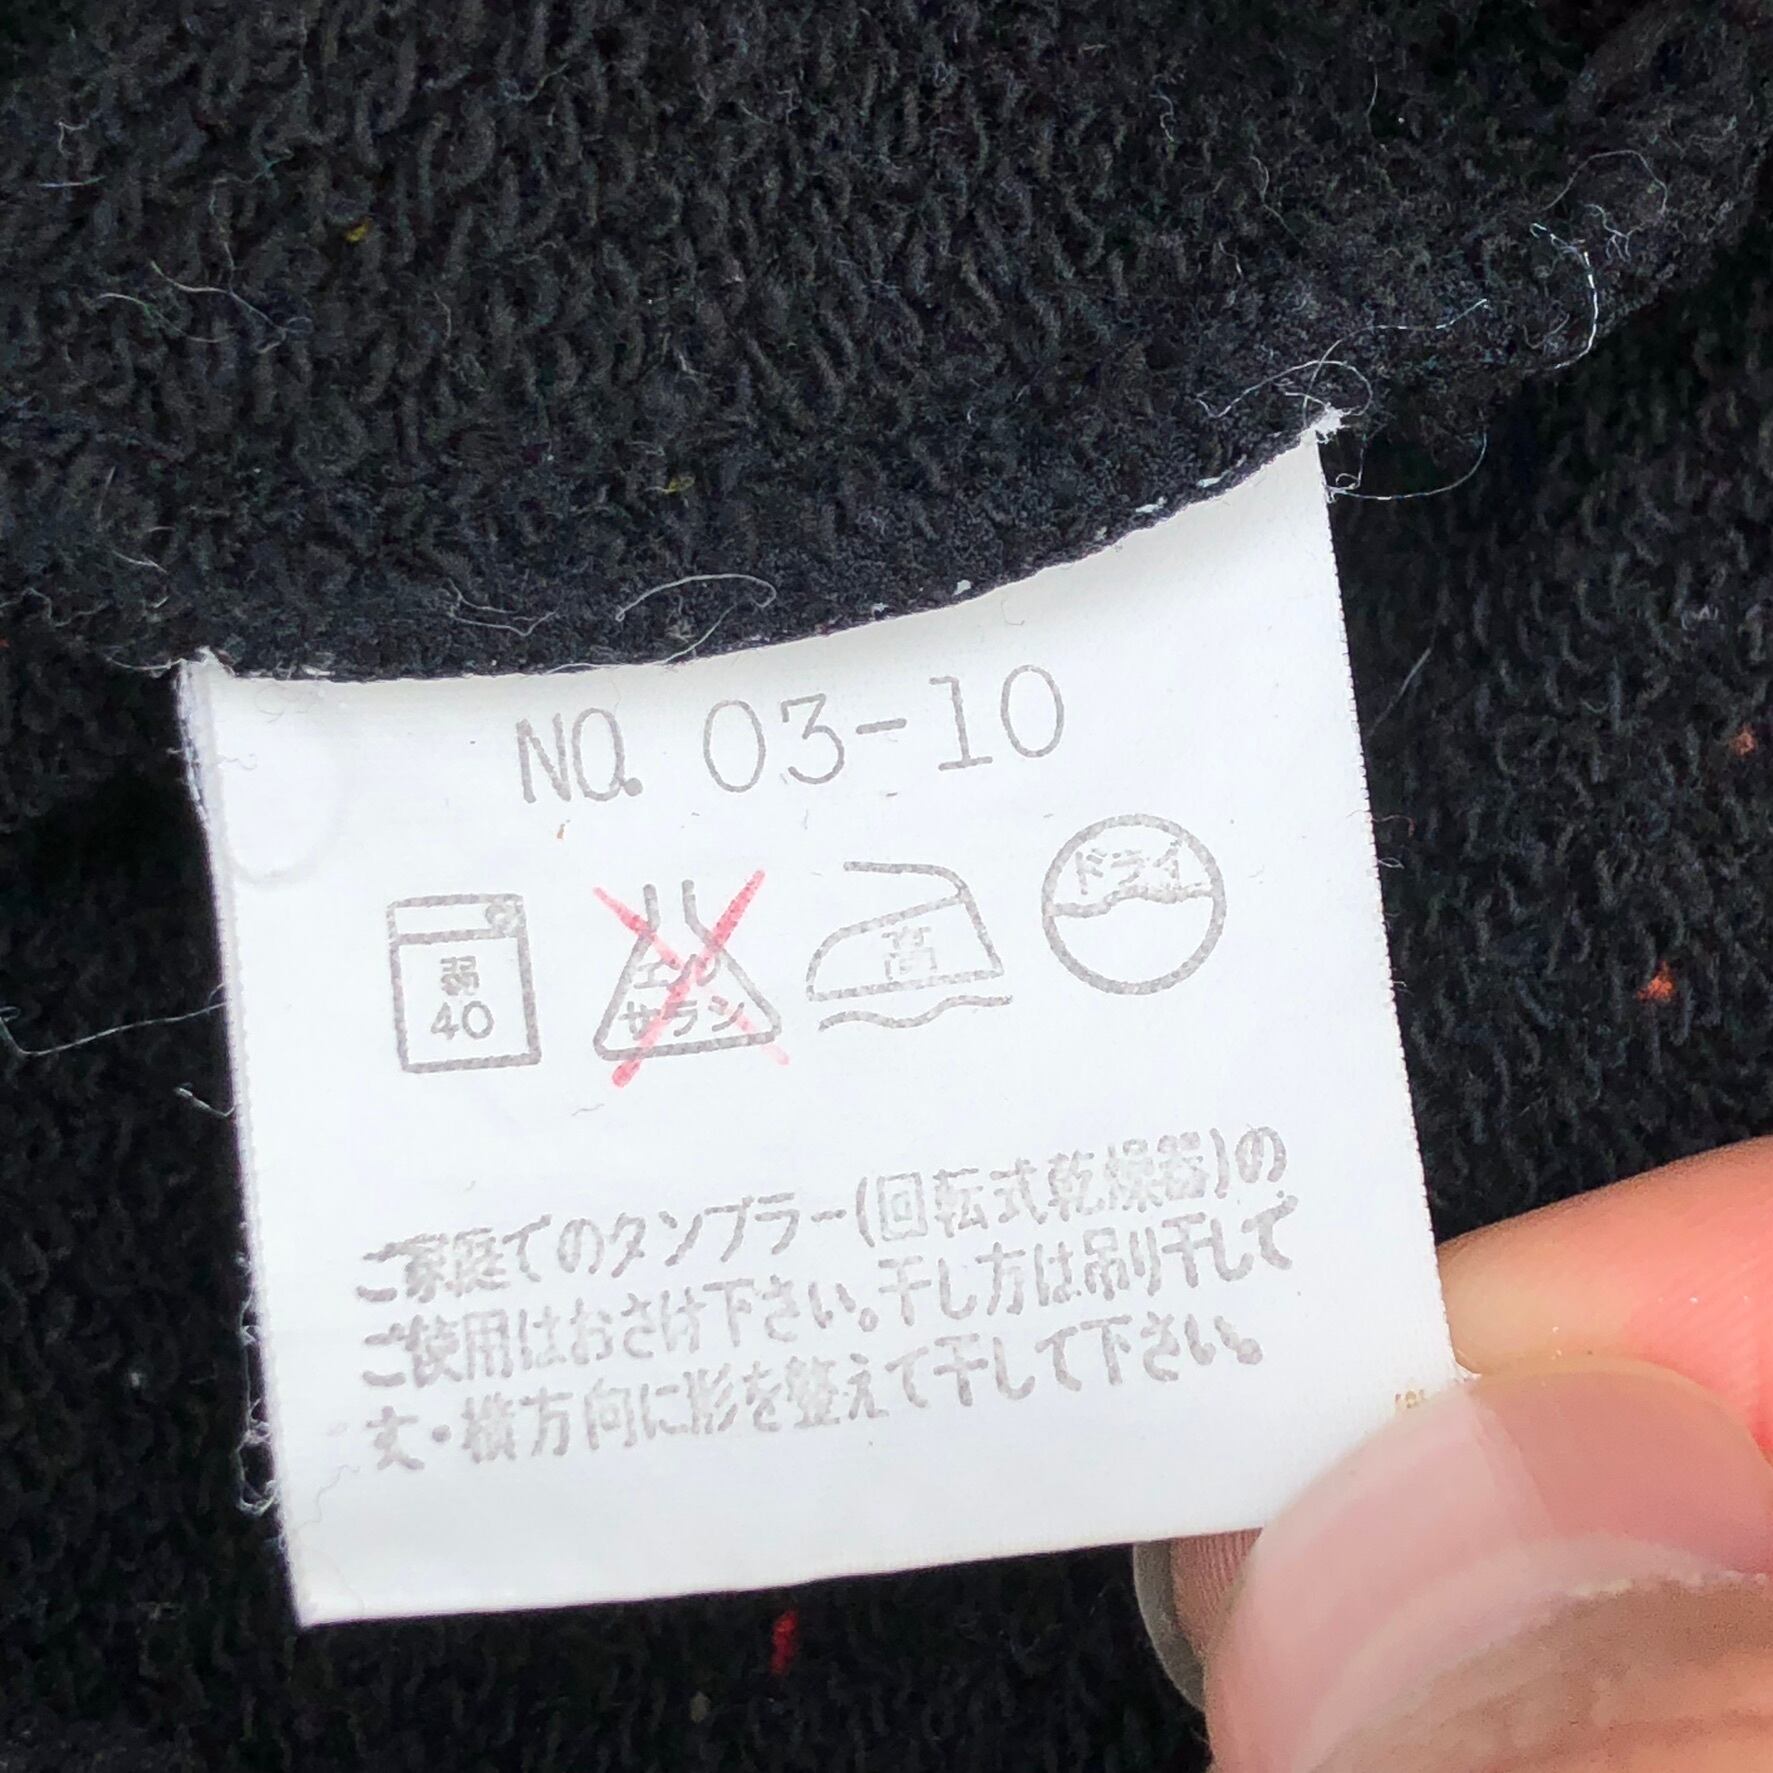 NO. 03-10
弱
40
エンソ
サラシ
高
ドライ
ご家庭でのタンブラー(回転式乾燥器)の
ご使用はおさけ下さい。干し方は吊り干しで
丈・横方向に形を整えて干して下さい。